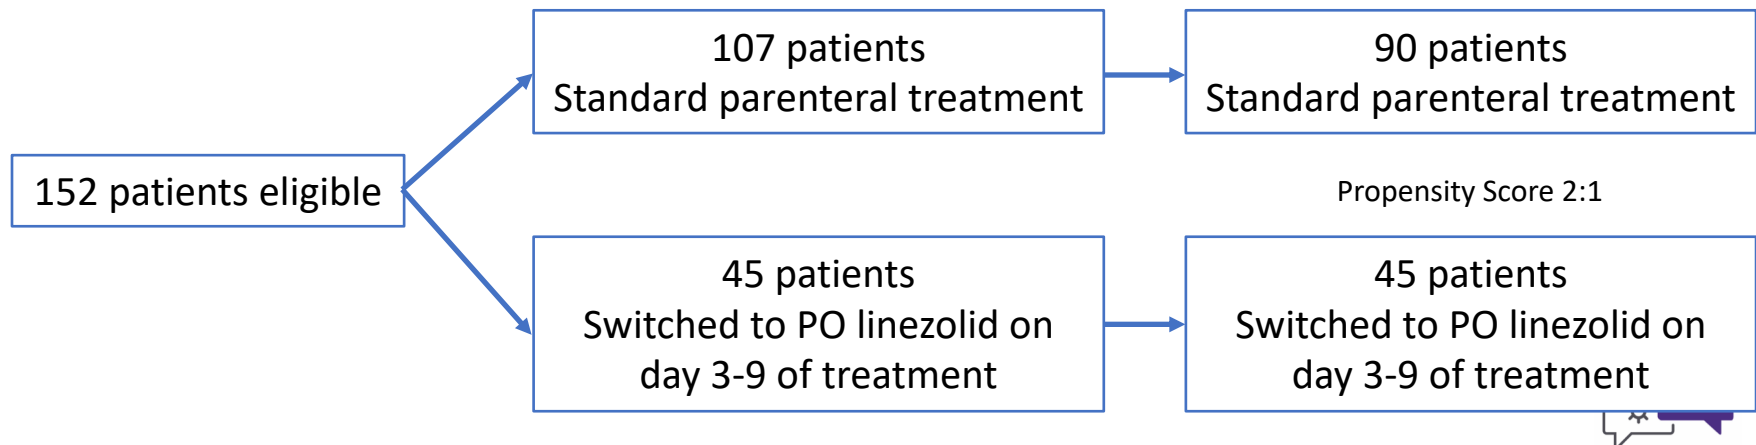 152 patients eligible
107 patients
Standard parenteral treatment
90 patients
Standard parenteral treatment
Propensity Score 2:1
45 patients
Switched to PO linezolid on
day 3-9 of treatment
45 patients
Switched to PO linezolid on
day 3-9 of treatment